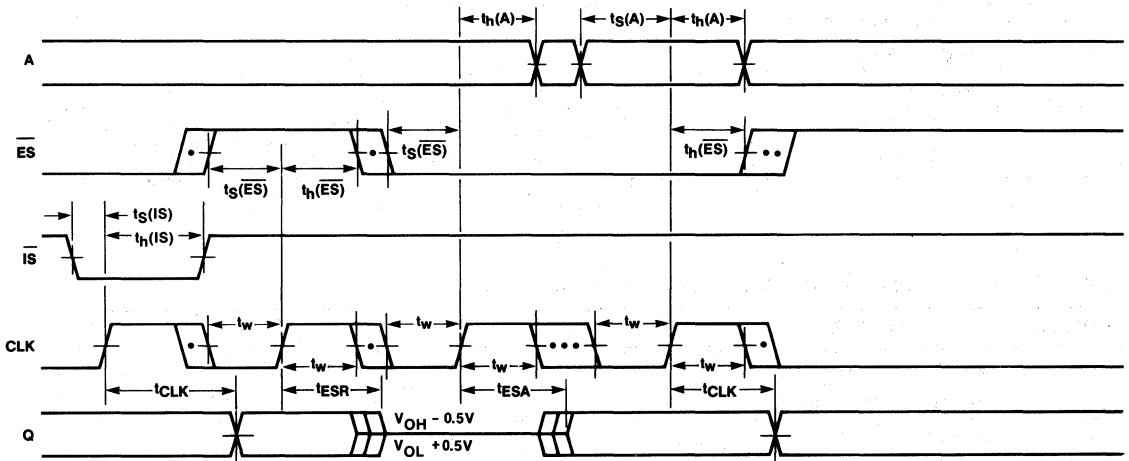 th(A) tS(A) th(A)
A
ES
tS(ES) th(ES) tS(ES) th(ES)
tS(IS)
th(IS)
IS
CLK
tw tw tw
tw tw tw
tCLK tESR tESA tCLK
Q
VOH - 0.5V
VOL + 0.5V